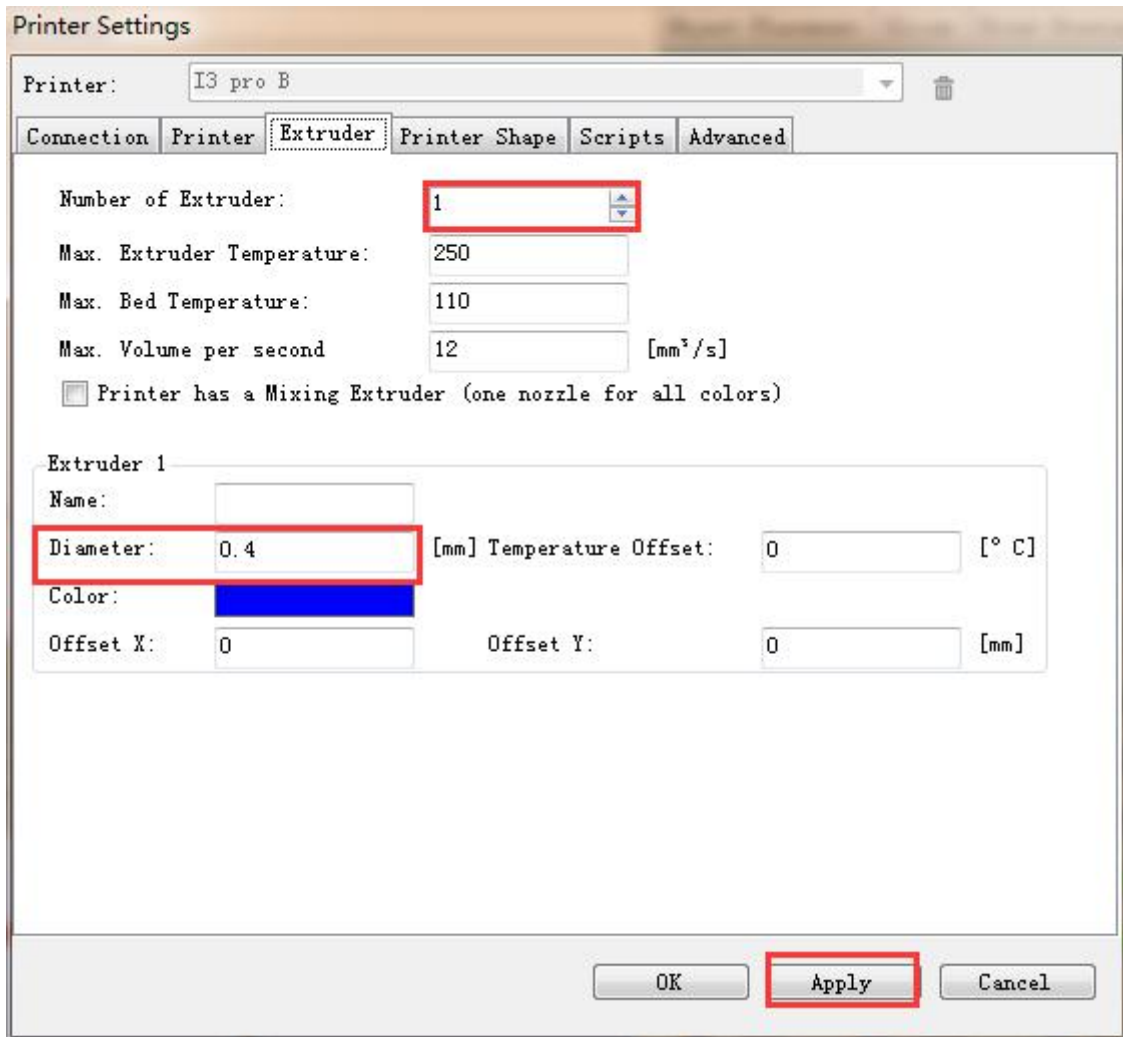 Printer Settings
Printer: I3 pro B
Connection Printer Extruder Printer Shape Scripts Advanced
Number of Extruder: 1
Max. Extruder Temperature: 250
Max. Bed Temperature: 110
Max. Volume per second 12 [mm³/s]
Printer has a Mixing Extruder (one nozzle for all colors)
Extruder 1
Name:
Diameter: 0.4 [mm] Temperature Offset: 0 [° C]
Color:
Offset X: 0 Offset Y: 0 [mm]
OK Apply Cancel